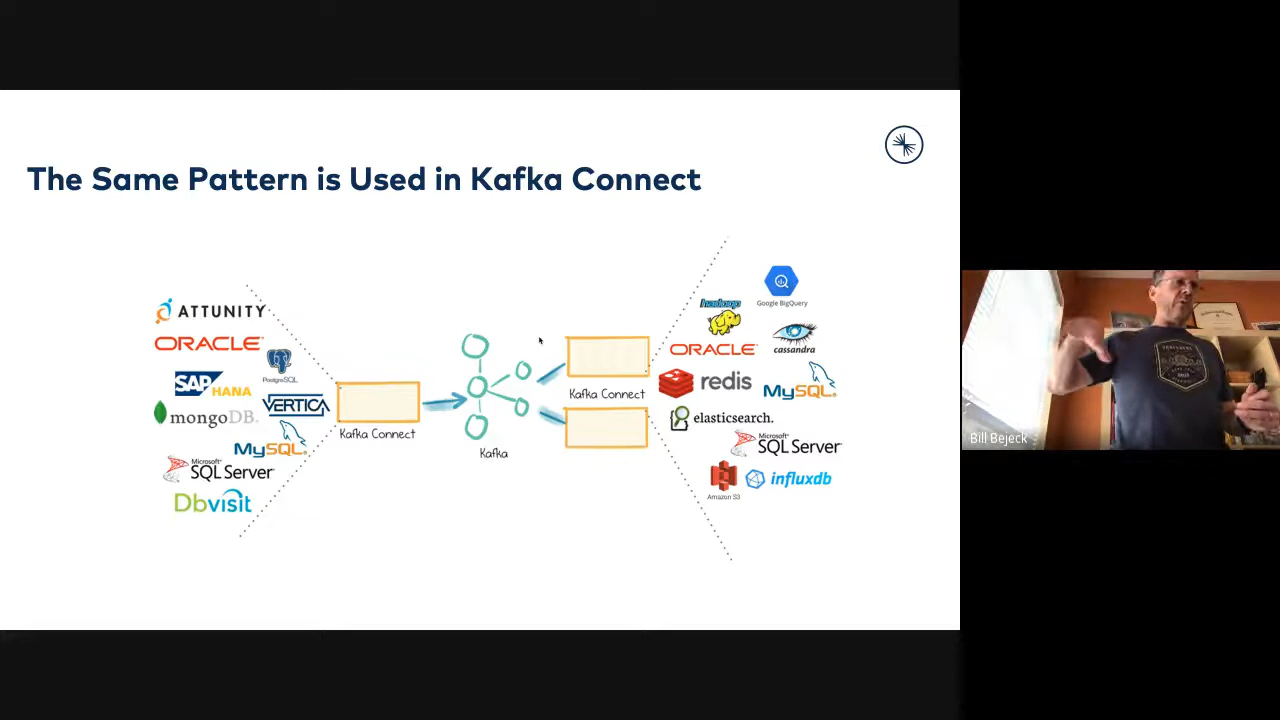 The Same Pattern is Used in Kafka Connect
ATTUNITY
ORACLE
PostgreSQL
SAP HANA
mongoDB
VERTICA
MySQL
Microsoft
SQL Server
Dbvisit
Kafka Connect
Kafka
Kafka Connect
Google BigQuery
hadoop
cassandra
ORACLE
redis
MySQL
elasticsearch.
Microsoft
SQL Server
Amazon S3
influxdb
Bill Bejeck